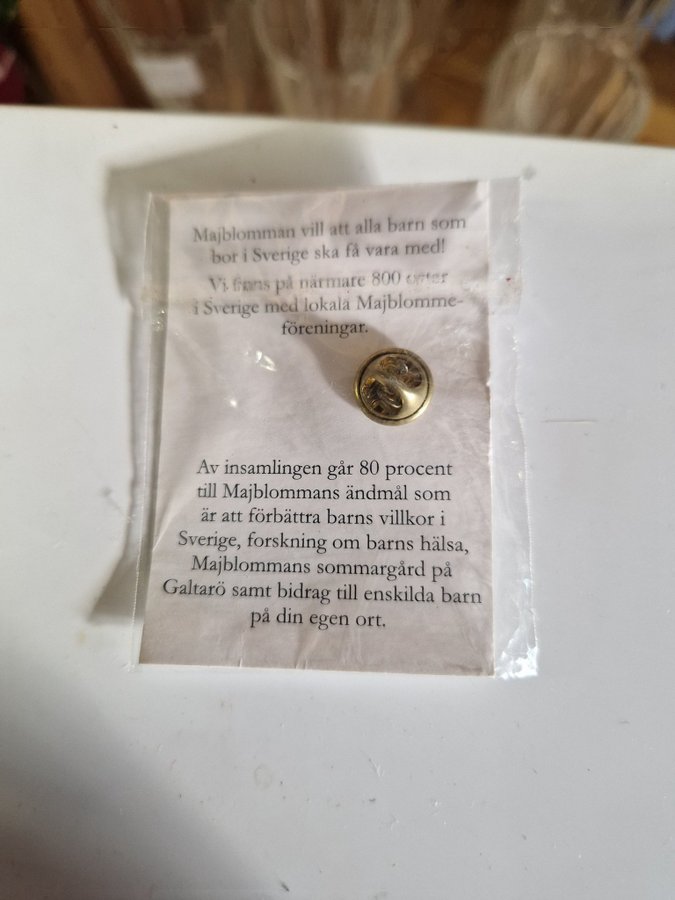 Majblomman vill att alla barn som
bor i Sverige ska få vara med!
Vi finns på närmare 800 orter
i Sverige med lokala Majblomme-
föreningar.
Av insamlingen går 80 procent
till Majblommans ändmål som
är att förbättra barns villkor i
Sverige, forskning om barns hälsa,
Majblommans sommargård på
Galtarö samt bidrag till enskilda barn
på din egen ort.